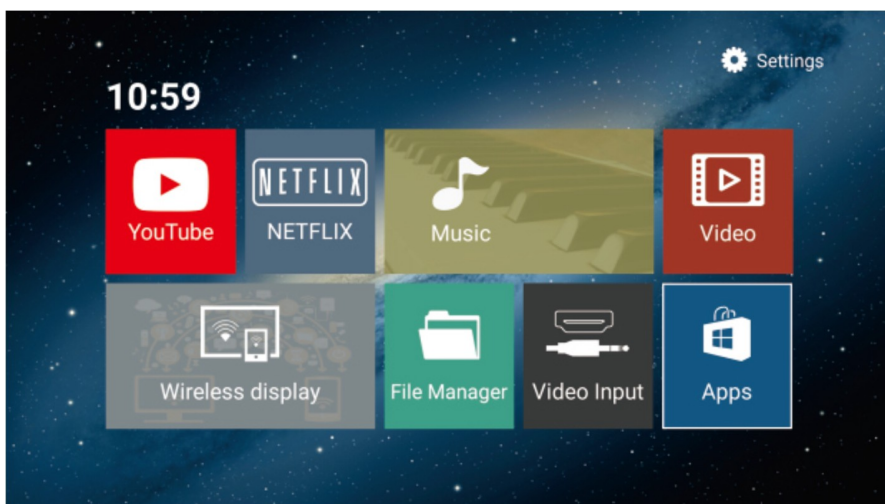 Settings
10:59
NETFLIX
YouTube
NETFLIX
Music
Video
Wireless display
File Manager
Video Input
Apps